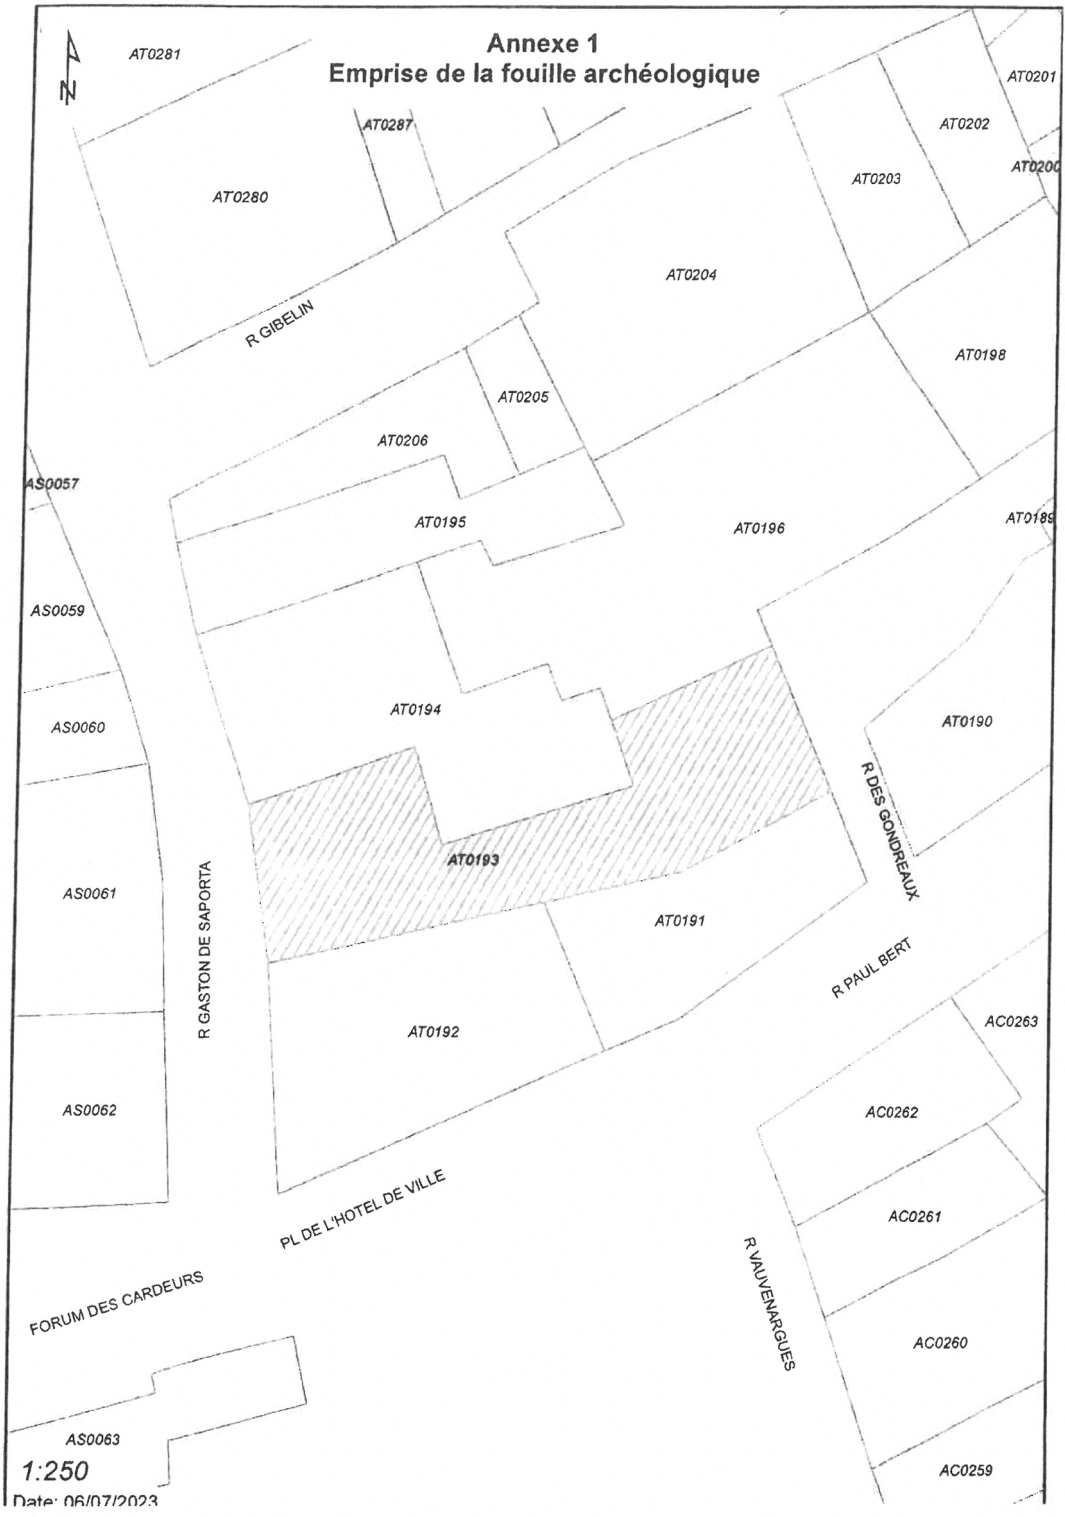 Annexe 1
Emprise de la fouille archéologique
N
AT0281
AT0201
AT0287
AT0202
AT0200
AT0203
AT0280
AT0204
R GIBELIN
AT0198
AT0205
AT0206
AS0057
AT0195
AT0196
AT0189
AS0059
AT0194
AT0190
AS0060
R DES GONDREAUX
AT0193
AS0061
R GASTON DE SAPORTA
AT0191
R PAUL BERT
AT0192
AC0263
AS0062
AC0262
PL DE L'HOTEL DE VILLE
AC0261
FORUM DES CARDEURS
R VAUVENARGUES
AC0260
AS0063
1:250
AC0259
Date: 06/07/2023